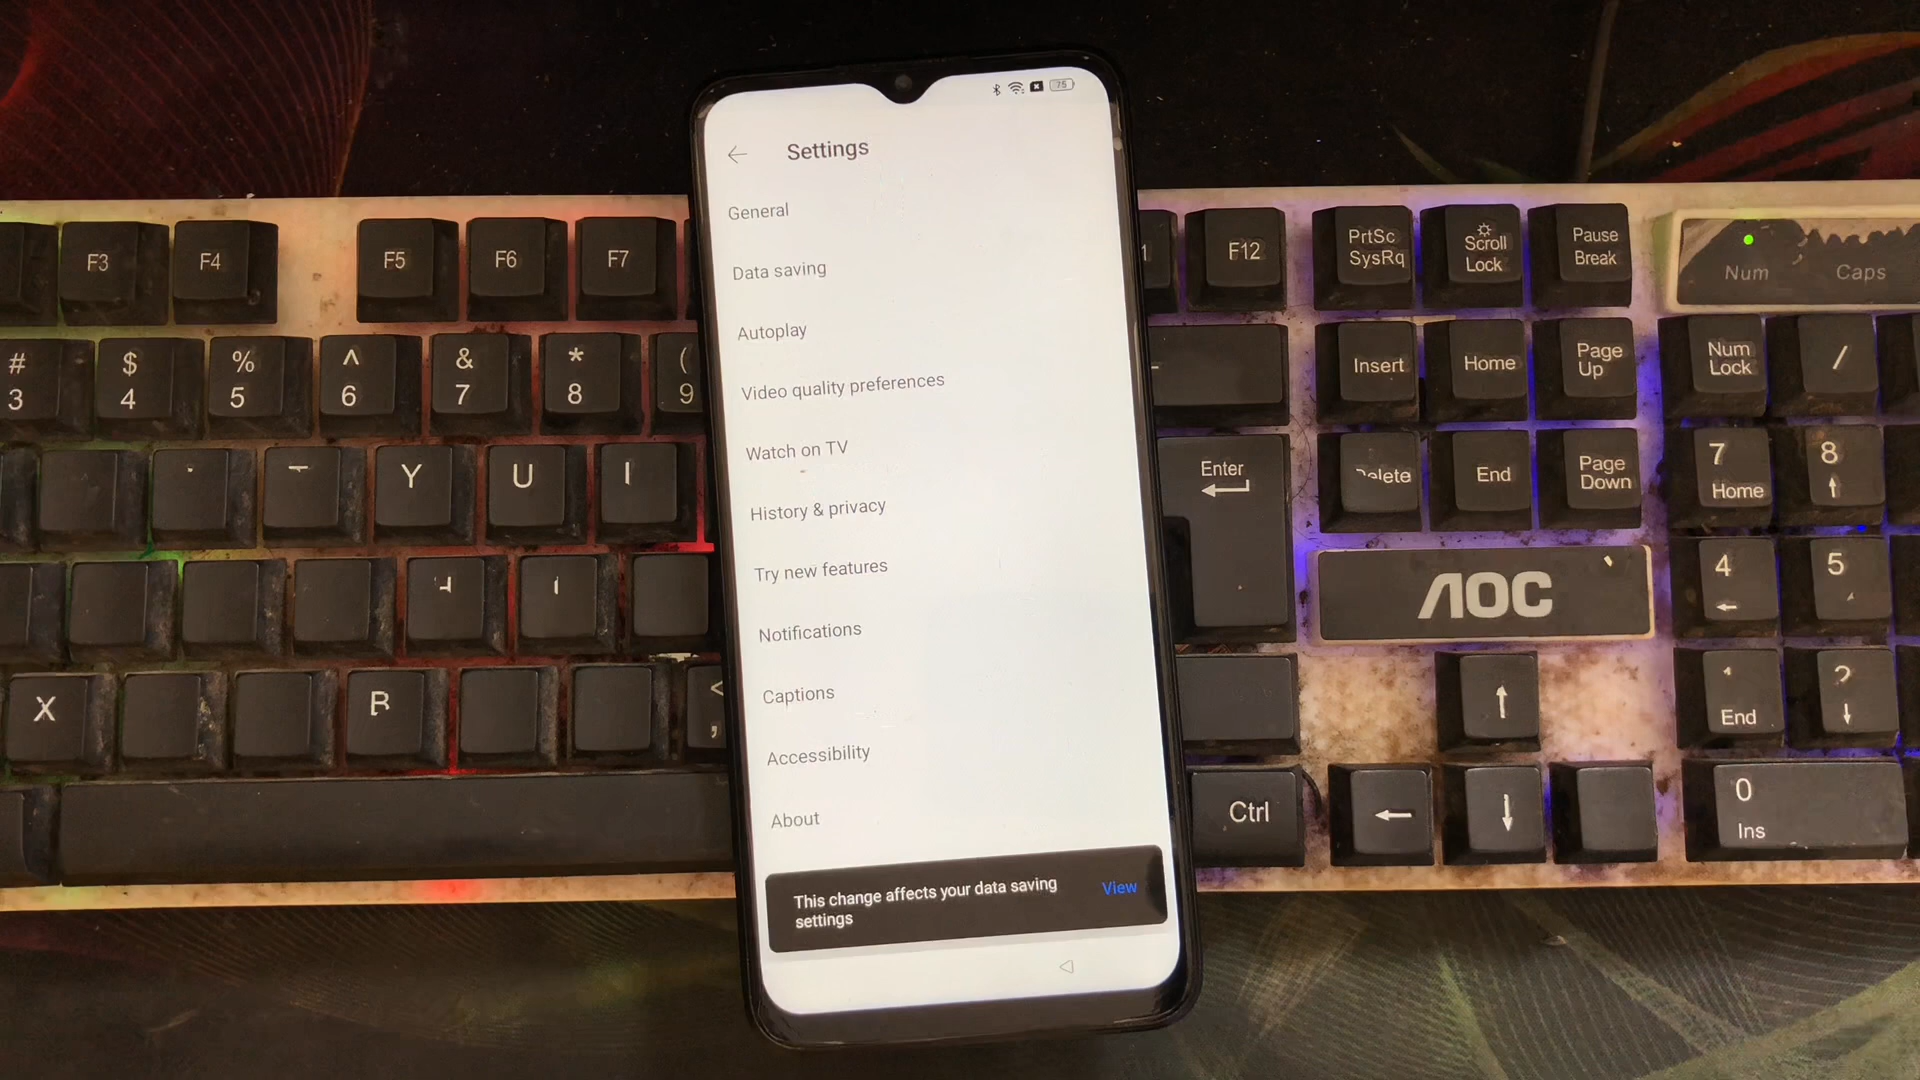 75
Settings
General
Data saving
Autoplay
Video quality preferences
Watch on TV
History & privacy
Try new features
Notifications
Captions
Accessibility
About
This change affects your data saving
settings
View
F3
F4
F5
F6
F7
1
F12
PrtSc
SysRq
Scroll
Lock
Pause
Break
Num
Caps
#
3
$
4
%
5
^
6
&
7
*
8
(
9
Insert
Home
Page
Up
Num
Lock
/
Y
U
I
Enter
End
Page
Down
7
Home
8
AOC
4
5
X
<
End
Ctrl
0
Ins